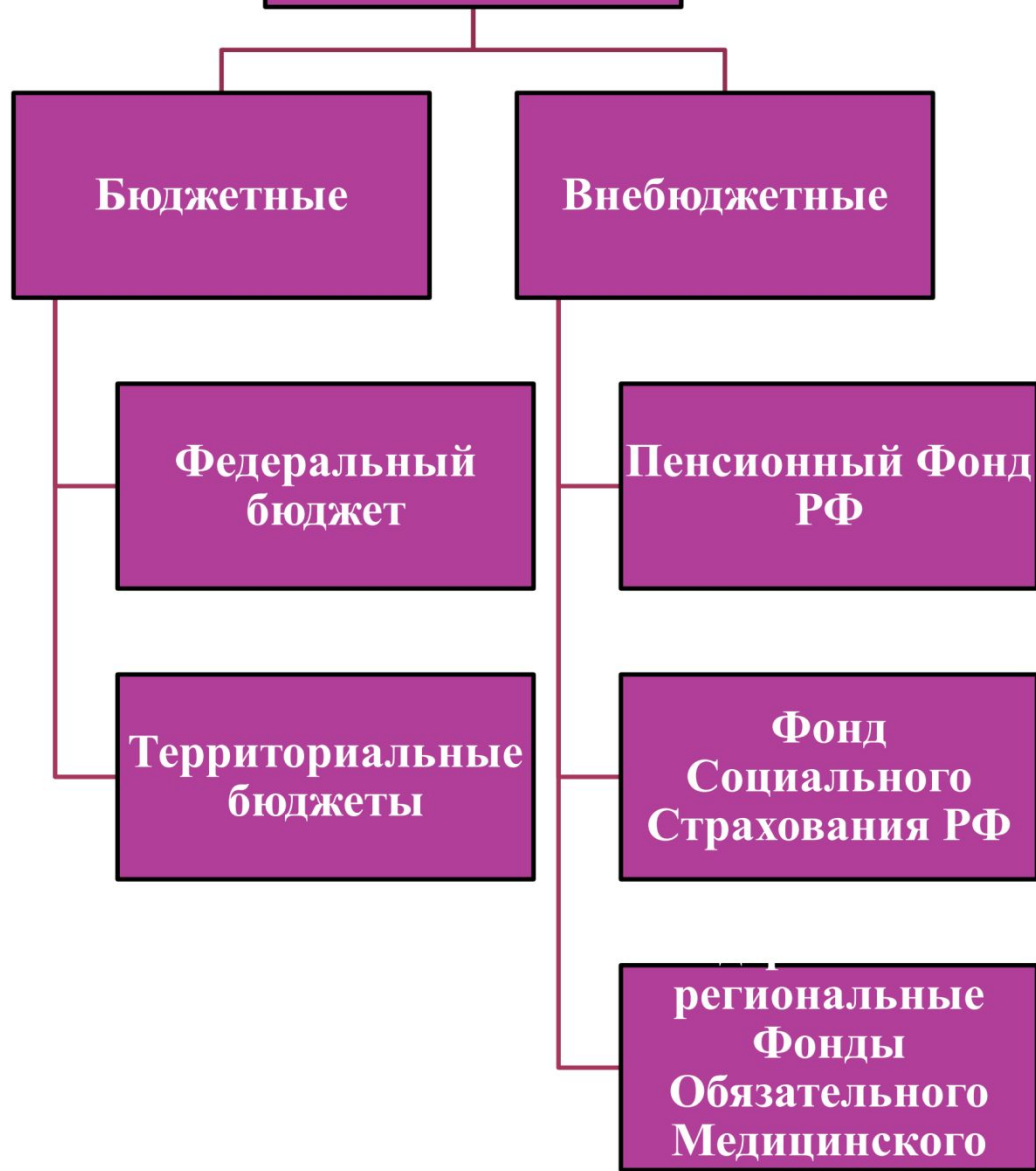 Бюджетные
Внебюджетные
Федеральный
бюджет
Пенсионный Фонд
РФ
Территориальные
бюджеты
Фонд
Социального
Страхования РФ
региональные
Фонды
Обязательного
Медицинского